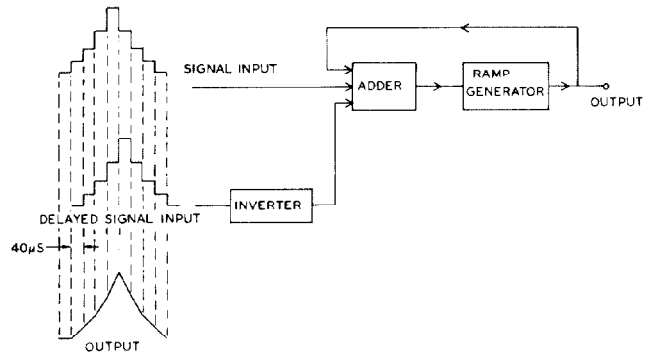 SIGNAL INPUT
ADDER
RAMP
GENERATOR
OUTPUT
DELAYED SIGNAL INPUT
INVERTER
40µS
OUTPUT